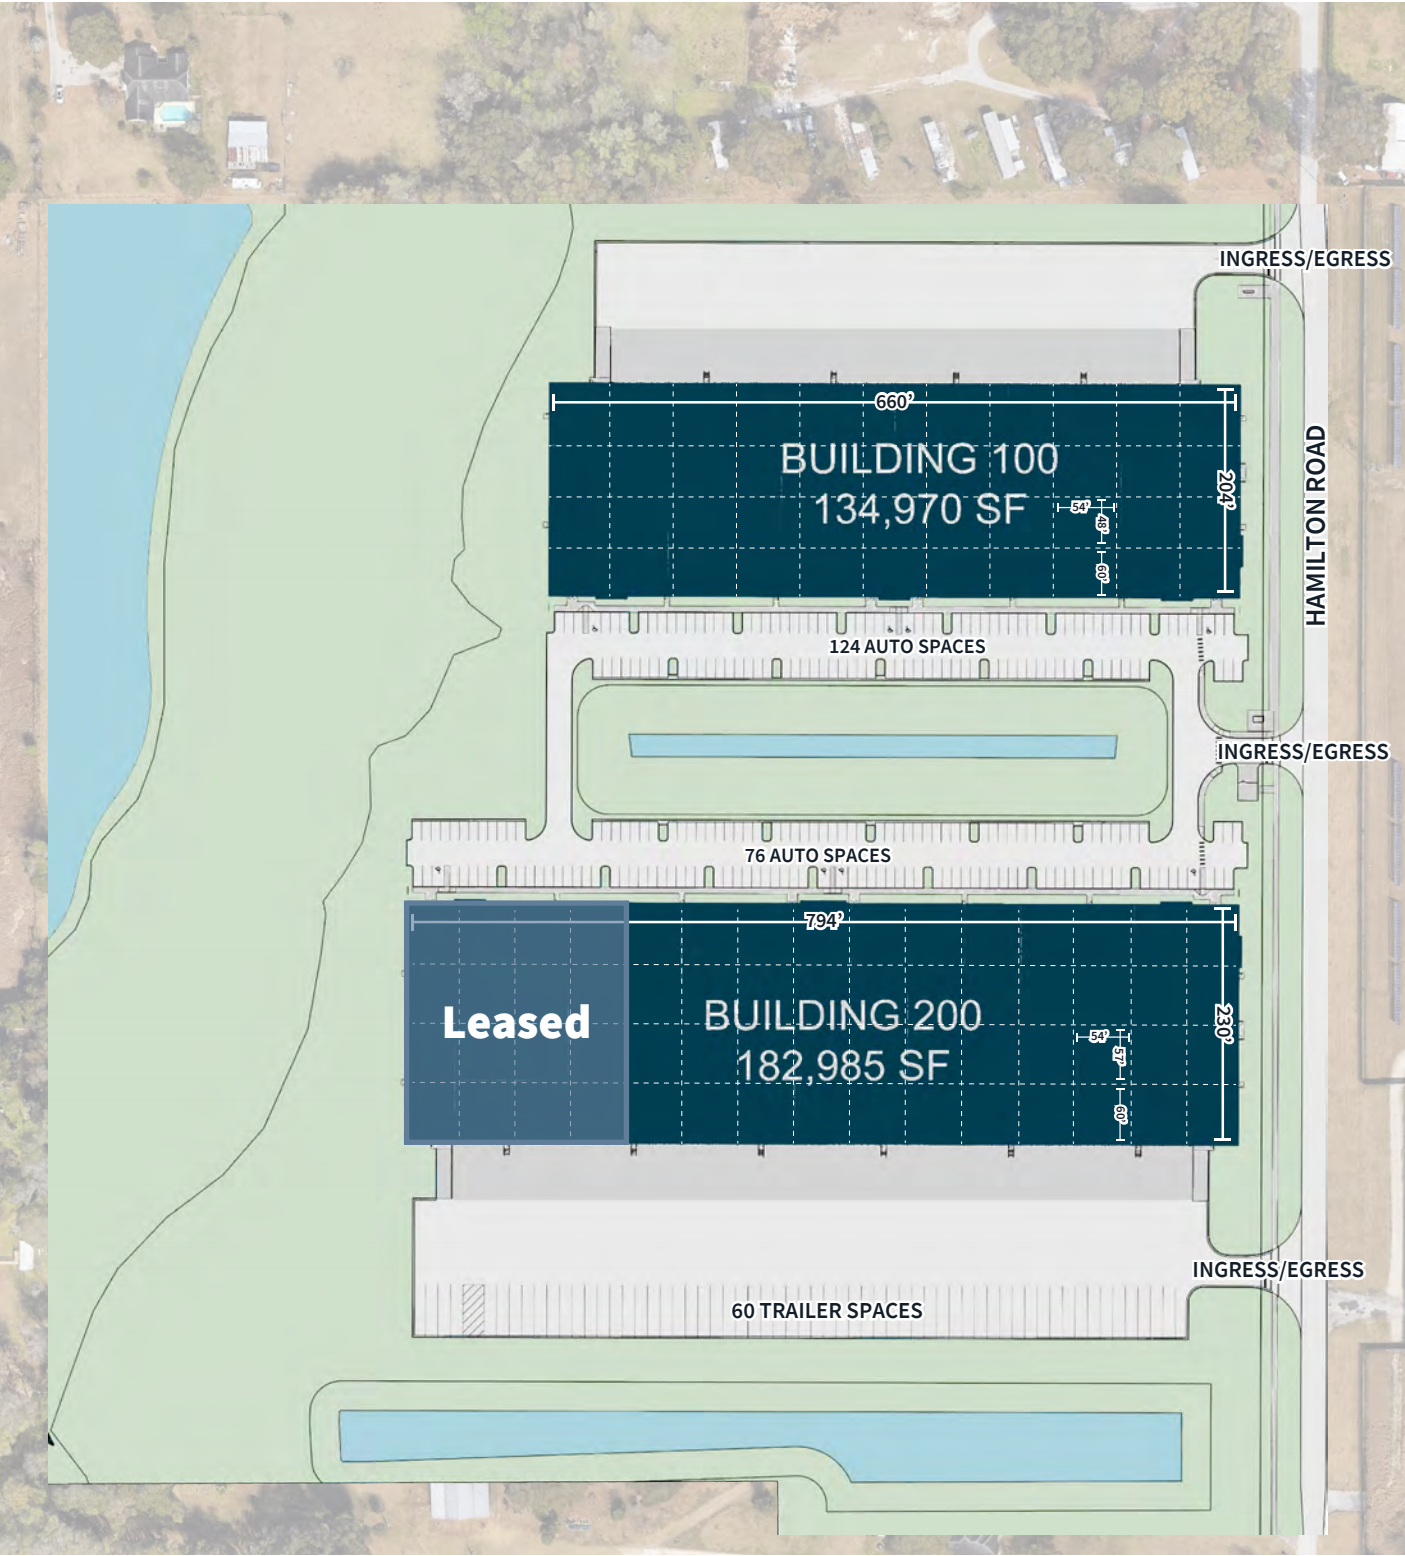 INGRESS/EGRESS
660’
BUILDING 100
134,970 SF
204’
54’
48’
60’
HAMILTON ROAD
124 AUTO SPACES
INGRESS/EGRESS
76 AUTO SPACES
794’
Leased
BUILDING 200
182,985 SF
230’
54’
57’
60’
INGRESS/EGRESS
60 TRAILER SPACES